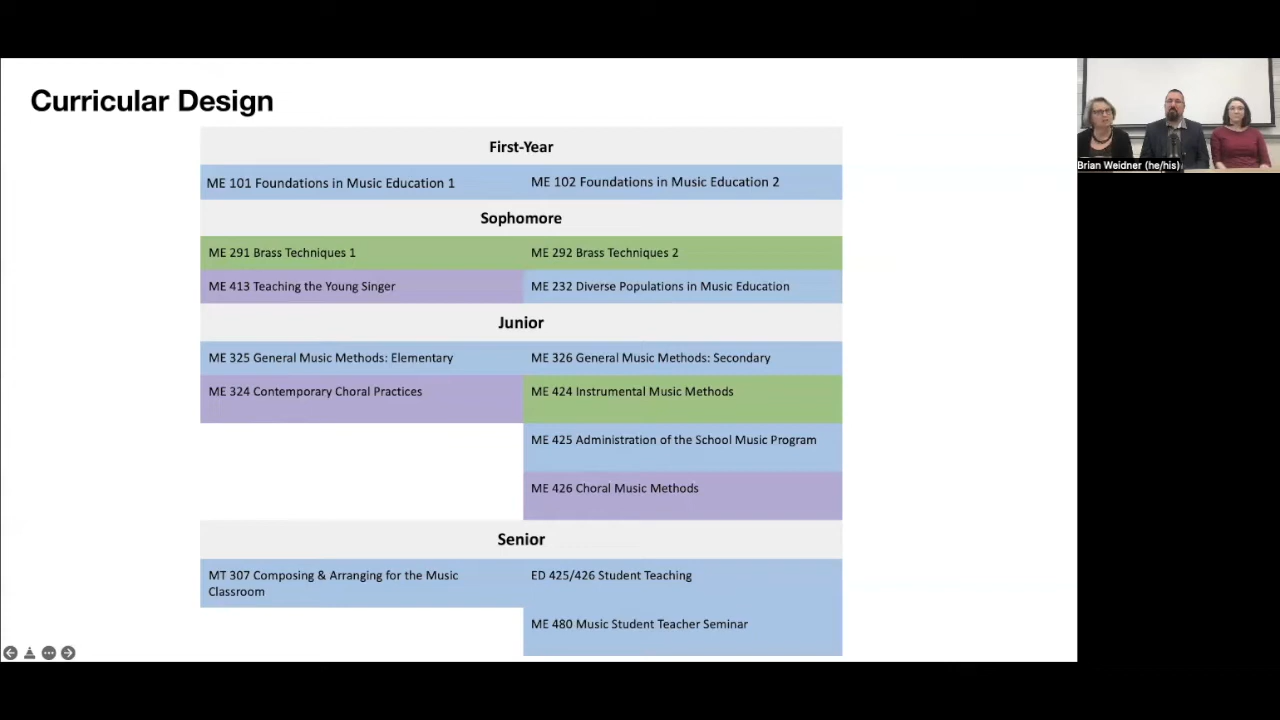 Curricular Design
First-Year
ME 101 Foundations in Music Education 1
ME 102 Foundations in Music Education 2
Sophomore
ME 291 Brass Techniques 1
ME 292 Brass Techniques 2
ME 413 Teaching the Young Singer
ME 232 Diverse Populations in Music Education
Junior
ME 325 General Music Methods: Elementary
ME 326 General Music Methods: Secondary
ME 324 Contemporary Choral Practices
ME 424 Instrumental Music Methods
ME 425 Administration of the School Music Program
ME 426 Choral Music Methods
Senior
MT 307 Composing & Arranging for the Music
Classroom
ED 425/426 Student Teaching
ME 480 Music Student Teacher Seminar
Brian Weidner (he/his)